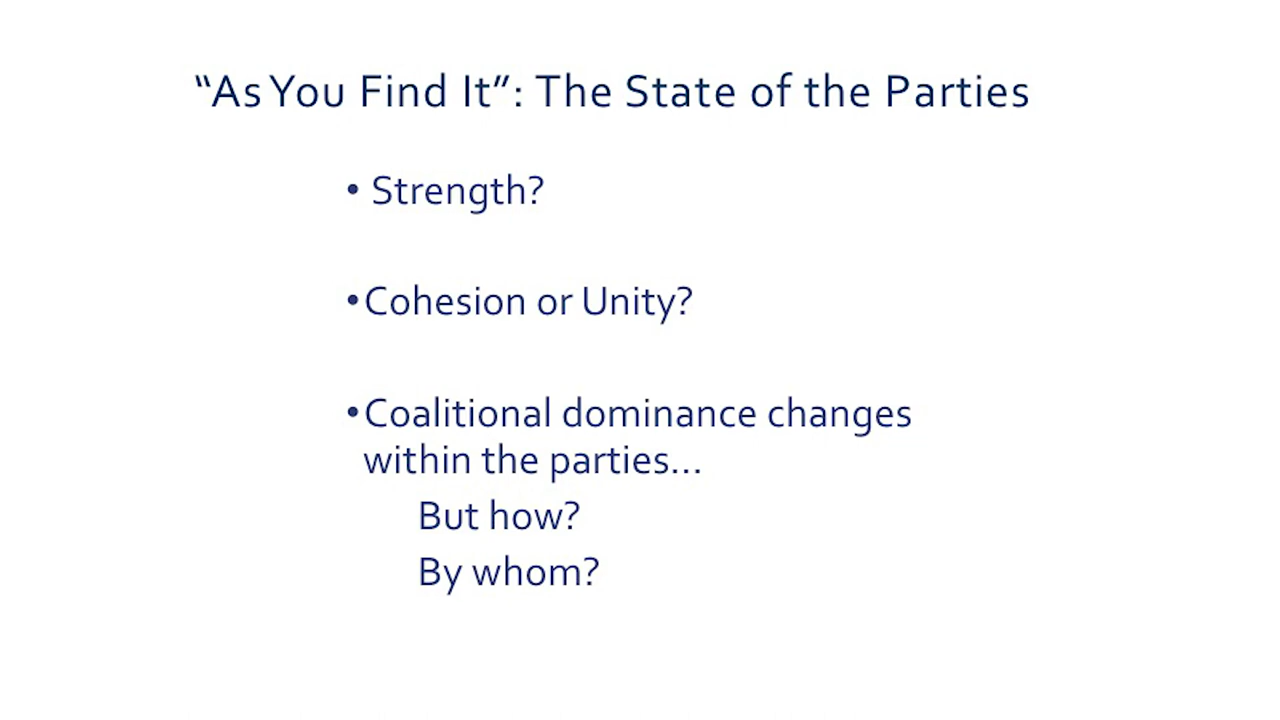 “As You Find It”: The State of the Parties
• Strength?
• Cohesion or Unity?
• Coalitional dominance changes
within the parties…
But how?
By whom?